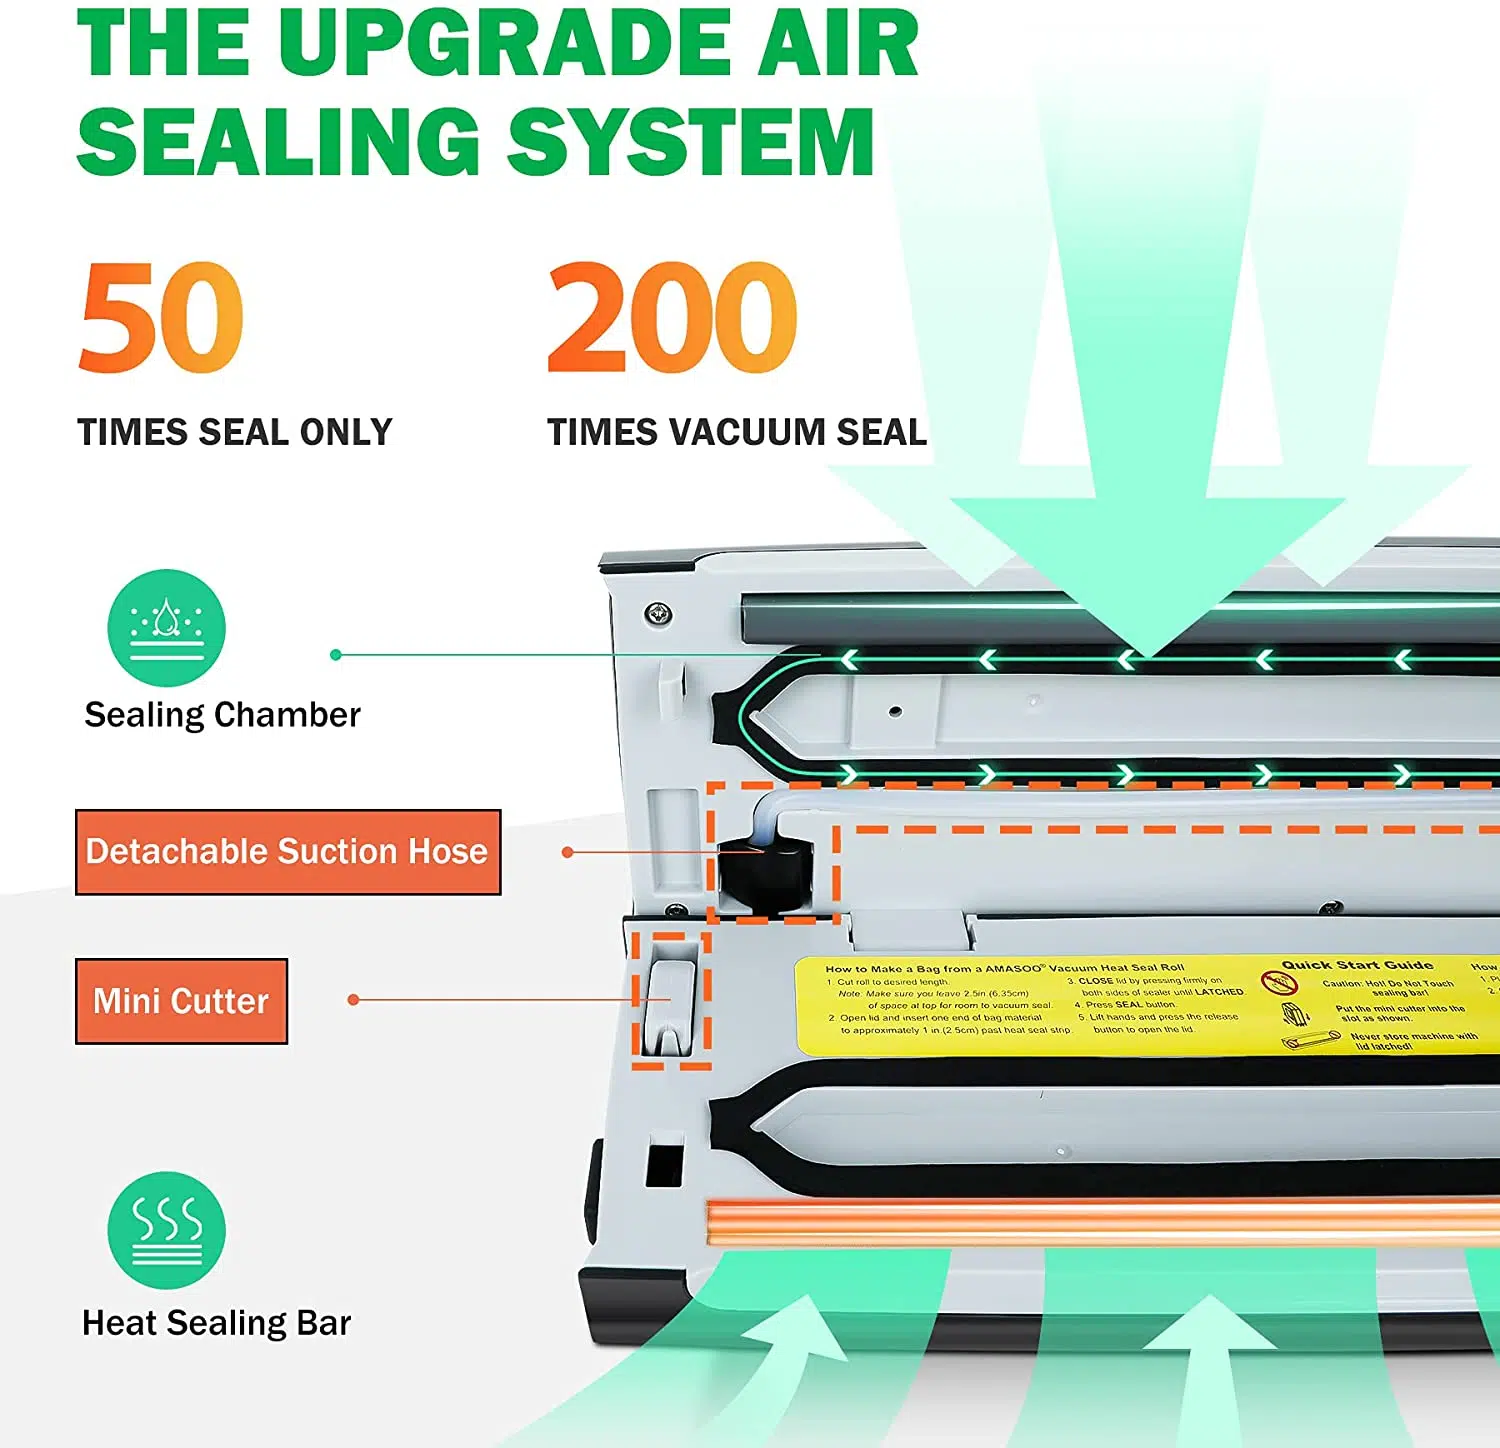 THE UPGRADE AIR
SEALING SYSTEM
50
TIMES SEAL ONLY
200
TIMES VACUUM SEAL
Sealing Chamber
Detachable Suction Hose
Mini Cutter
Heat Sealing Bar
How to Make a Bag from a AMASOO® Vacuum Heat Seal Roll
1. Cut roll to desired length.
Note: Make sure you leave 2.5in.(6.35cm)
of space at top for room to vacuum seal.
2. Open lid and insert one end of bag material
to approximately 1 in.(2.5cm) past heat seal strip.
3. CLOSE lid by pressing firmly on
both sides of sealer until LATCHED.
4. Press SEAL button.
5. Lift hands and press the release
button to open the lid.
Quick Start Guide
Caution: Hot! Do Not Touch
sealing bar!
Put the mini cutter into the
slot as shown.
Never store machine with
lid latched!
How
1. P
2.